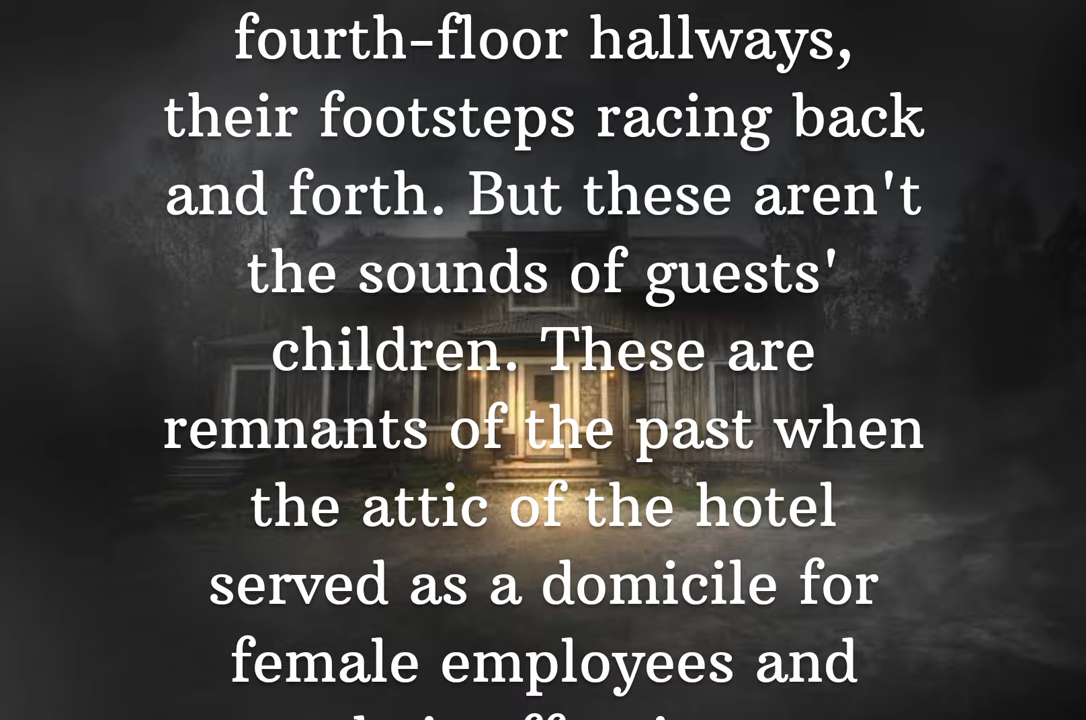 fourth-floor hallways,
their footsteps racing back
and forth. But these aren't
the sounds of guests'
children. These are
remnants of the past when
the attic of the hotel
served as a domicile for
female employees and